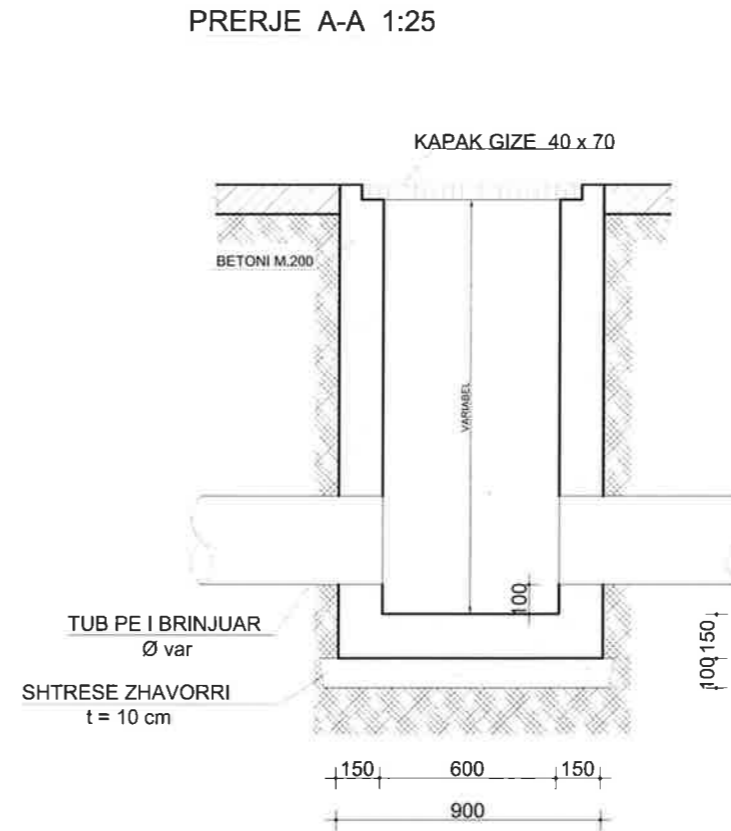 PRERJE A-A 1:25
KAPAK GIZE 40 x 70
BETONI M.200
VARIABEL
100
TUB PE I BRINJUAR
Ø var
150
100
SHTRESE ZHAVORRI
t = 10 cm
150 600 150
900